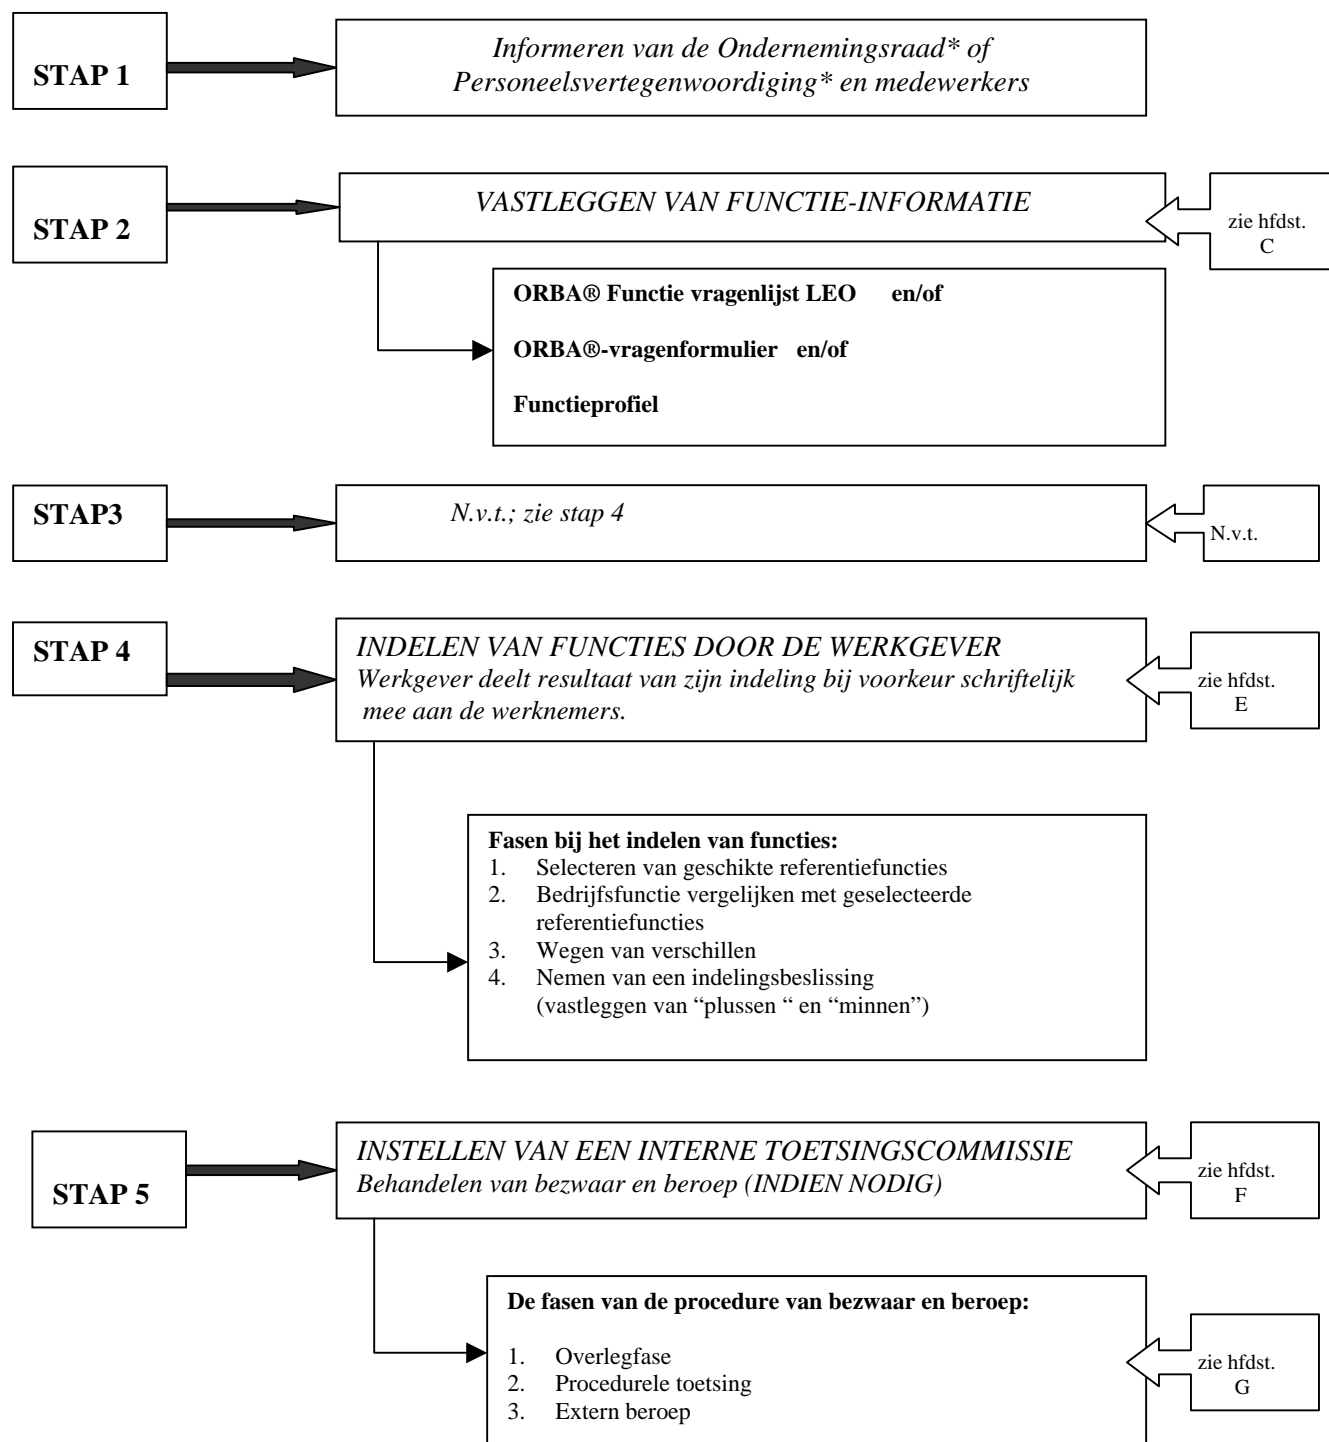 STAP 1
Informeren van de Ondernemingsraad* of
Personeelsvertegenwoordiging* en medewerkers
STAP 2
VASTLEGGEN VAN FUNCTIE-INFORMATIE
zie hfdst.
C
ORBA® Functie vragenlijst LEO en/of
ORBA®-vragenformulier en/of
Functieprofiel
STAP3
N.v.t.; zie stap 4
N.v.t.
STAP 4
INDELEN VAN FUNCTIES DOOR DE WERKGEVER
Werkgever deelt resultaat van zijn indeling bij voorkeur schriftelijk
mee aan de werknemers.
zie hfdst.
E
Fasen bij het indelen van functies:
1. Selecteren van geschikte referentiefuncties
2. Bedrijfsfunctie vergelijken met geselecteerde
referentiefuncties
3. Wegen van verschillen
4. Nemen van een indelingsbeslissing
(vastleggen van “plussen “ en “minnen”)
STAP 5
INSTELLEN VAN EEN INTERNE TOETSINGSCOMMISSIE
Behandelen van bezwaar en beroep (INDIEN NODIG)
zie hfdst.
F
De fasen van de procedure van bezwaar en beroep:
1. Overlegfase
2. Procedurele toetsing
3. Extern beroep
zie hfdst.
G